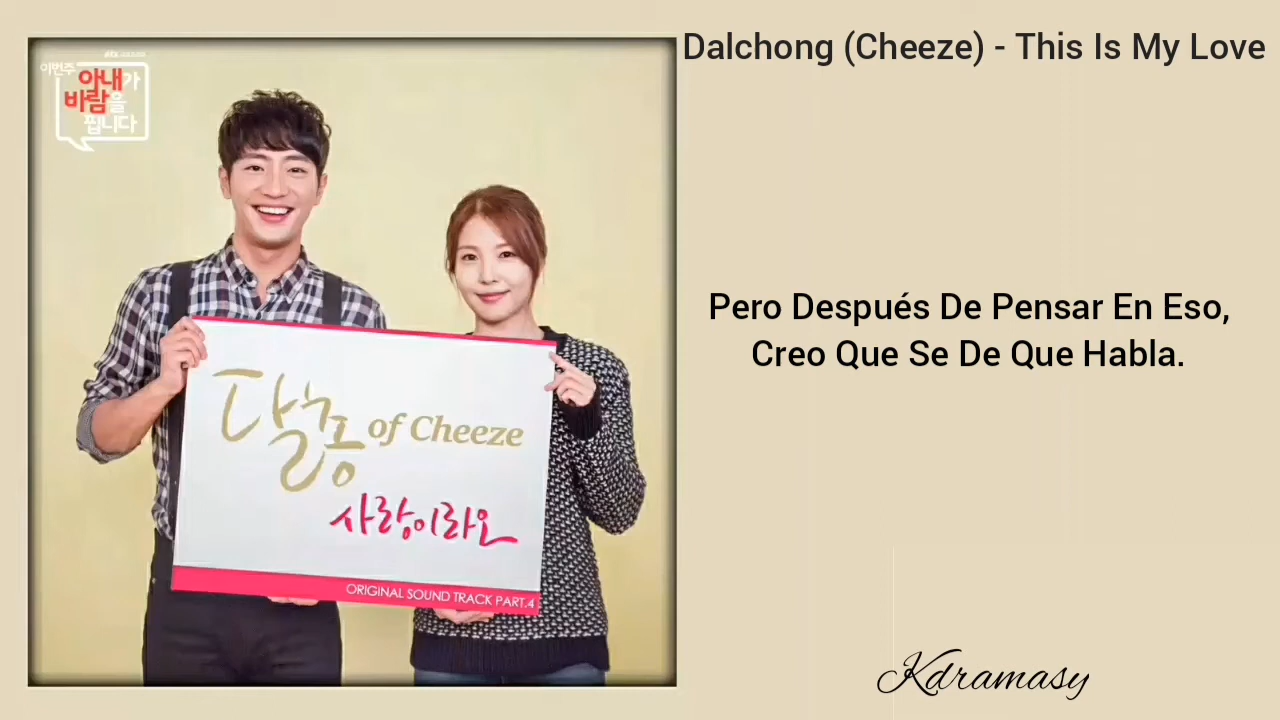 Dalchong (Cheeze) - This Is My Love
이번주
아내가
바람을
핍니다
Pero Después De Pensar En Eso,
Creo Que Se De Que Habla.
달총 of Cheeze
사랑이라오
ORIGINAL SOUND TRACK PART.4
Kdramasy